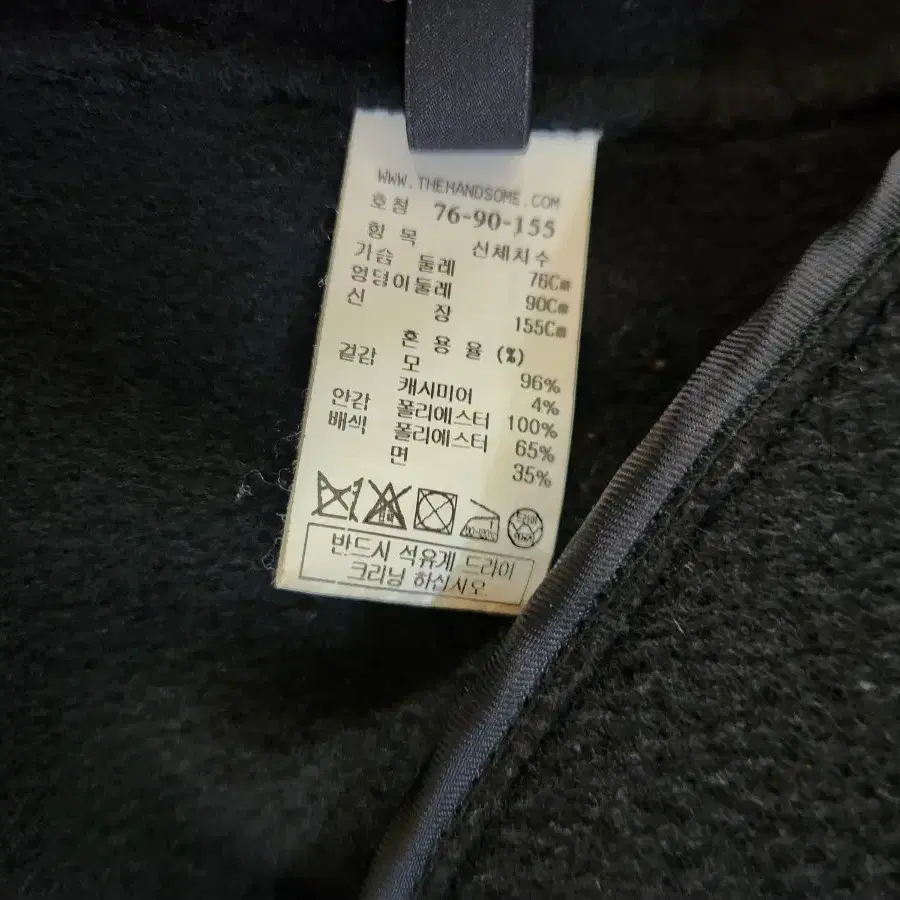 WWW.THEHANDSOME.COM
호칭 76-90-155
항 목 신체치수
가슴 둘레 76Cm
엉덩이둘레 90Cm
신 장 155Cm
혼 용 율 (%)
겉감 모 96%
캐시미어 4%
안감 폴리에스터 100%
배색 폴리에스터 65%
면 35%
반드시 석유계 드라이
크리닝 하십시오